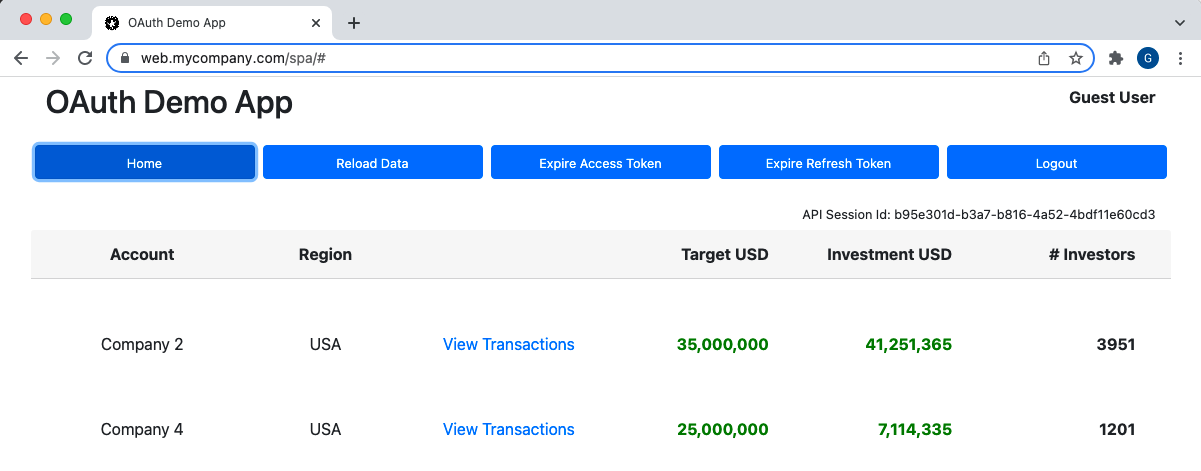 OAuth Demo App
web.mycompany.com/spa/#
G
OAuth Demo App
Guest User
Home Reload Data Expire Access Token Expire Refresh Token Logout
API Session Id: b95e301d-b3a7-b816-4a52-4bdf11e60cd3
Account Region Target USD Investment USD # Investors
Company 2 USA View Transactions 35,000,000 41,251,365 3951
Company 4 USA View Transactions 25,000,000 7,114,335 1201